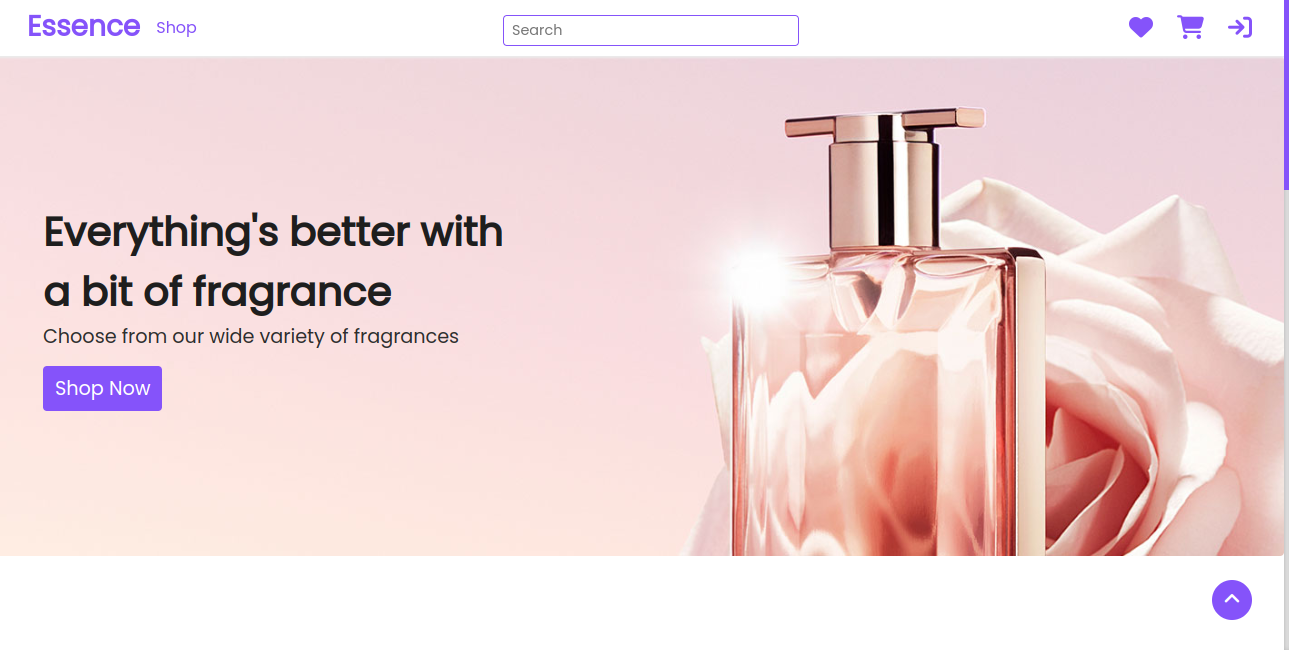 Essence
Shop
Search
Everything's better with
a bit of fragrance
Choose from our wide variety of fragrances
Shop Now